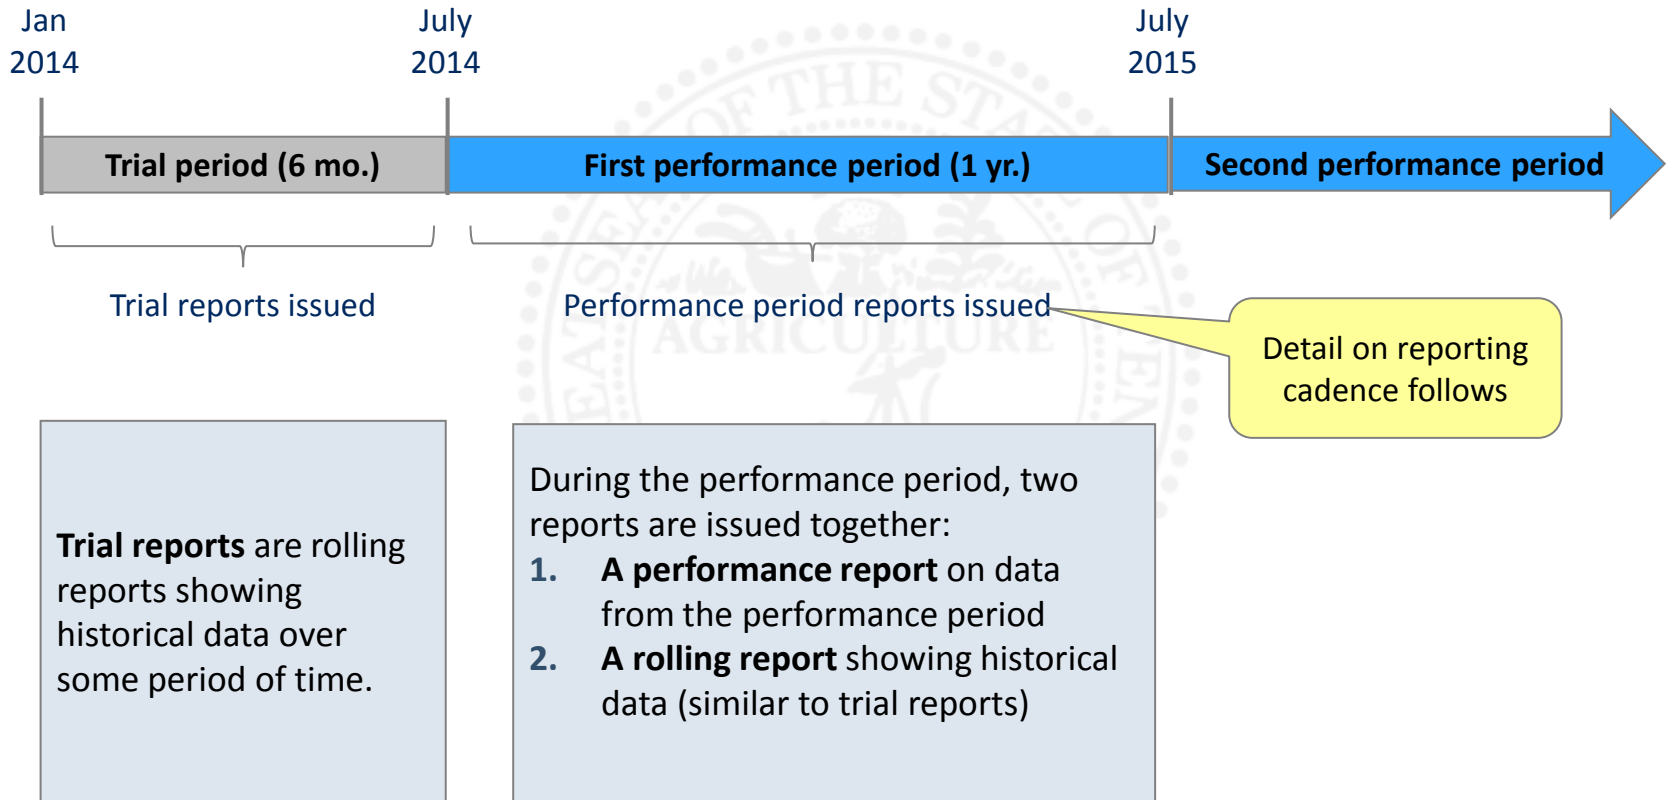 Jan
2014
July
2014
July
2015
Trial period (6 mo.)
First performance period (1 yr.)
Second performance period
Trial reports issued
Performance period reports issued
Detail on reporting
cadence follows
Trial reports are rolling
reports showing
historical data over
some period of time.
During the performance period, two
reports are issued together:
1. A performance report on data
from the performance period
2. A rolling report showing historical
data (similar to trial reports)
AGRICULTURE